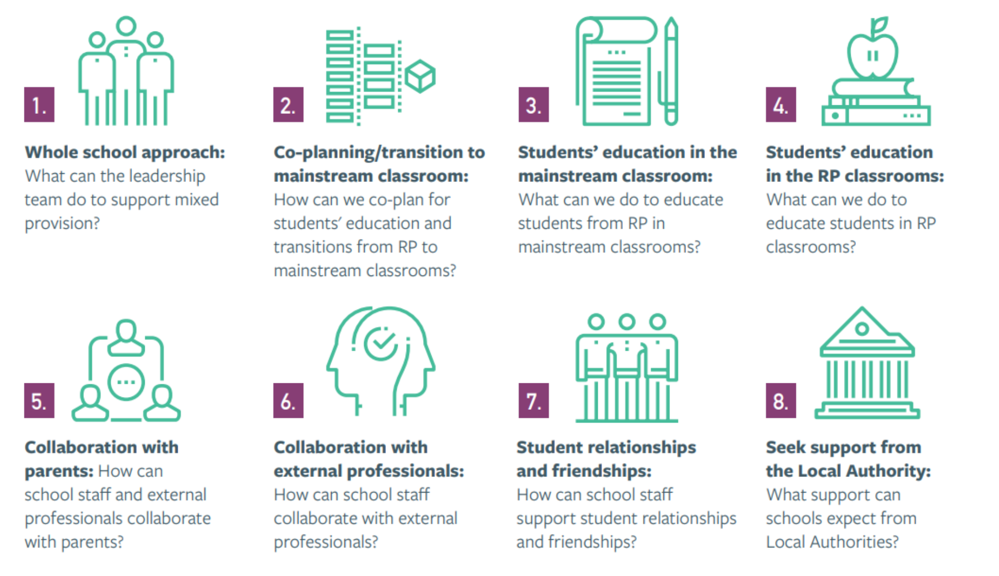 1.
Whole school approach:
What can the leadership
team do to support mixed
provision?
2.
Co-planning/transition to
mainstream classroom:
How can we co-plan for
students’ education and
transitions from RP to
mainstream classrooms?
3.
Students’ education in the
mainstream classroom:
What can we do to educate
students from RP in
mainstream classrooms?
4.
Students’ education
in the RP classrooms:
What can we do to
educate students in RP
classrooms?
5.
Collaboration with
parents: How can
school staff and external
professionals collaborate
with parents?
6.
Collaboration with
external professionals:
How can school staff
collaborate with external
professionals?
7.
Student relationships
and friendships:
How can school staff
support student relationships
and friendships?
8.
Seek support from
the Local Authority:
What support can
schools expect from
Local Authorities?